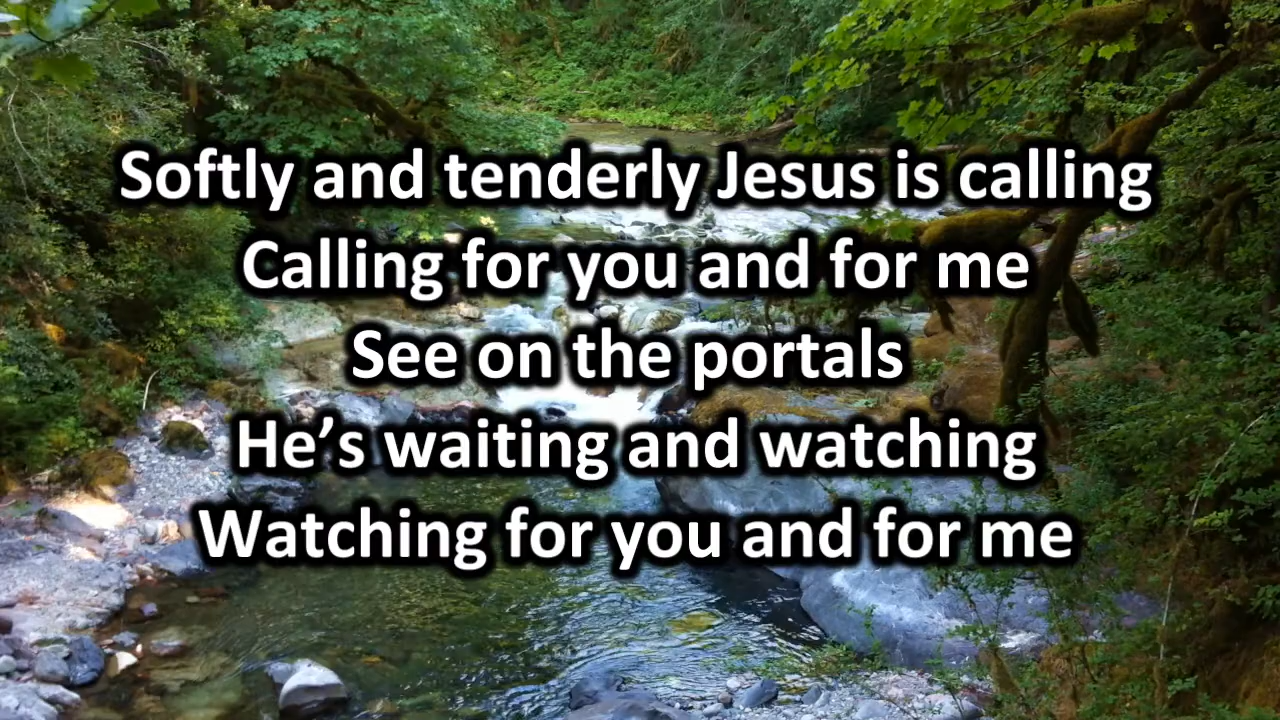 Softly and tenderly Jesus is calling
Calling for you and for me
See on the portals
He’s waiting and watching
Watching for you and for me